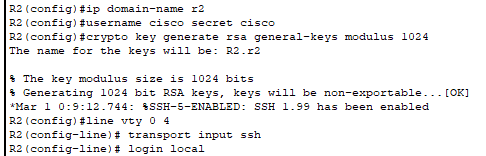 R2(config)#ip domain-name r2
R2(config)#username cisco secret cisco
R2(config)#crypto key generate rsa general-keys modulus 1024
The name for the keys will be: R2.r2
% The key modulus size is 1024 bits
% Generating 1024 bit RSA keys, keys will be non-exportable...[OK]
*Mar 1 0:9:12.744: %SSH-5-ENABLED: SSH 1.99 has been enabled
R2(config)#line vty 0 4
R2(config-line)# transport input ssh
R2(config-line)# login local